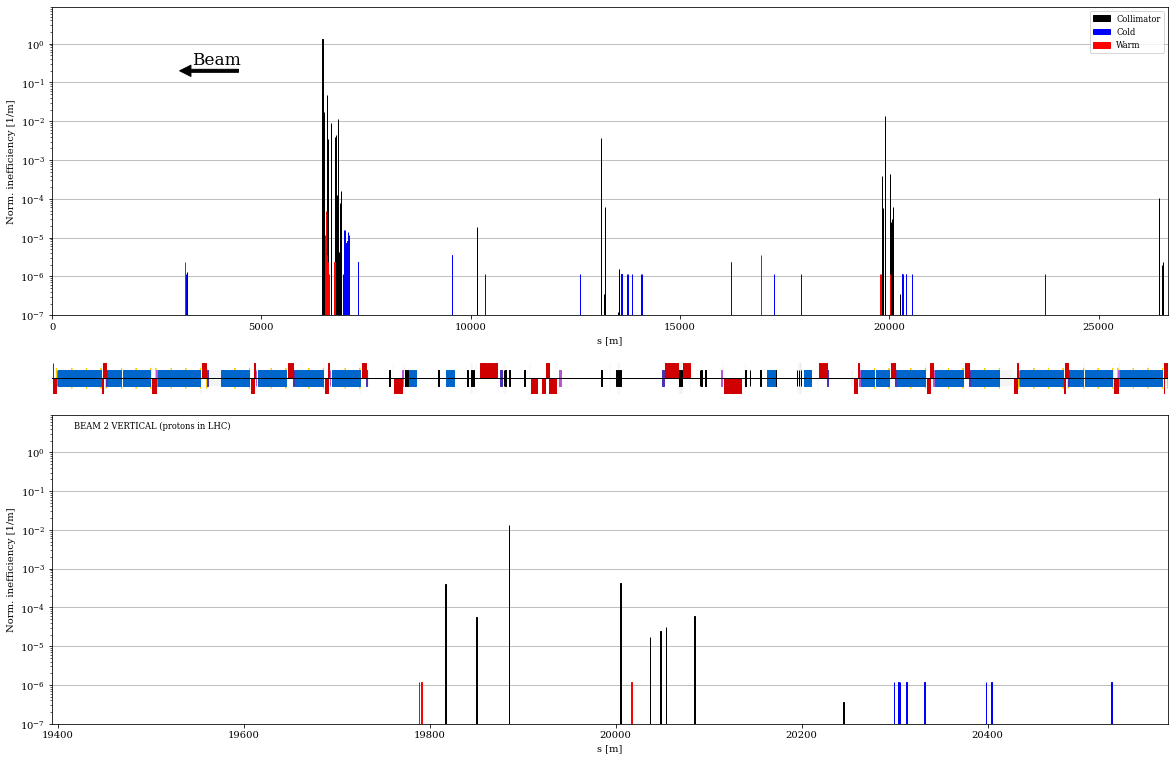 Collimator
Cold
Warm
Beam
Norm. inefficiency [1/m]
10⁰
10⁻¹
10⁻²
10⁻³
10⁻⁴
10⁻⁵
10⁻⁶
10⁻⁷
0 5000 10000 15000 20000 25000
s [m]
BEAM 2 VERTICAL (protons in LHC)
Norm. inefficiency [1/m]
10⁰
10⁻¹
10⁻²
10⁻³
10⁻⁴
10⁻⁵
10⁻⁶
10⁻⁷
19400 19600 19800 20000 20200 20400
s [m]